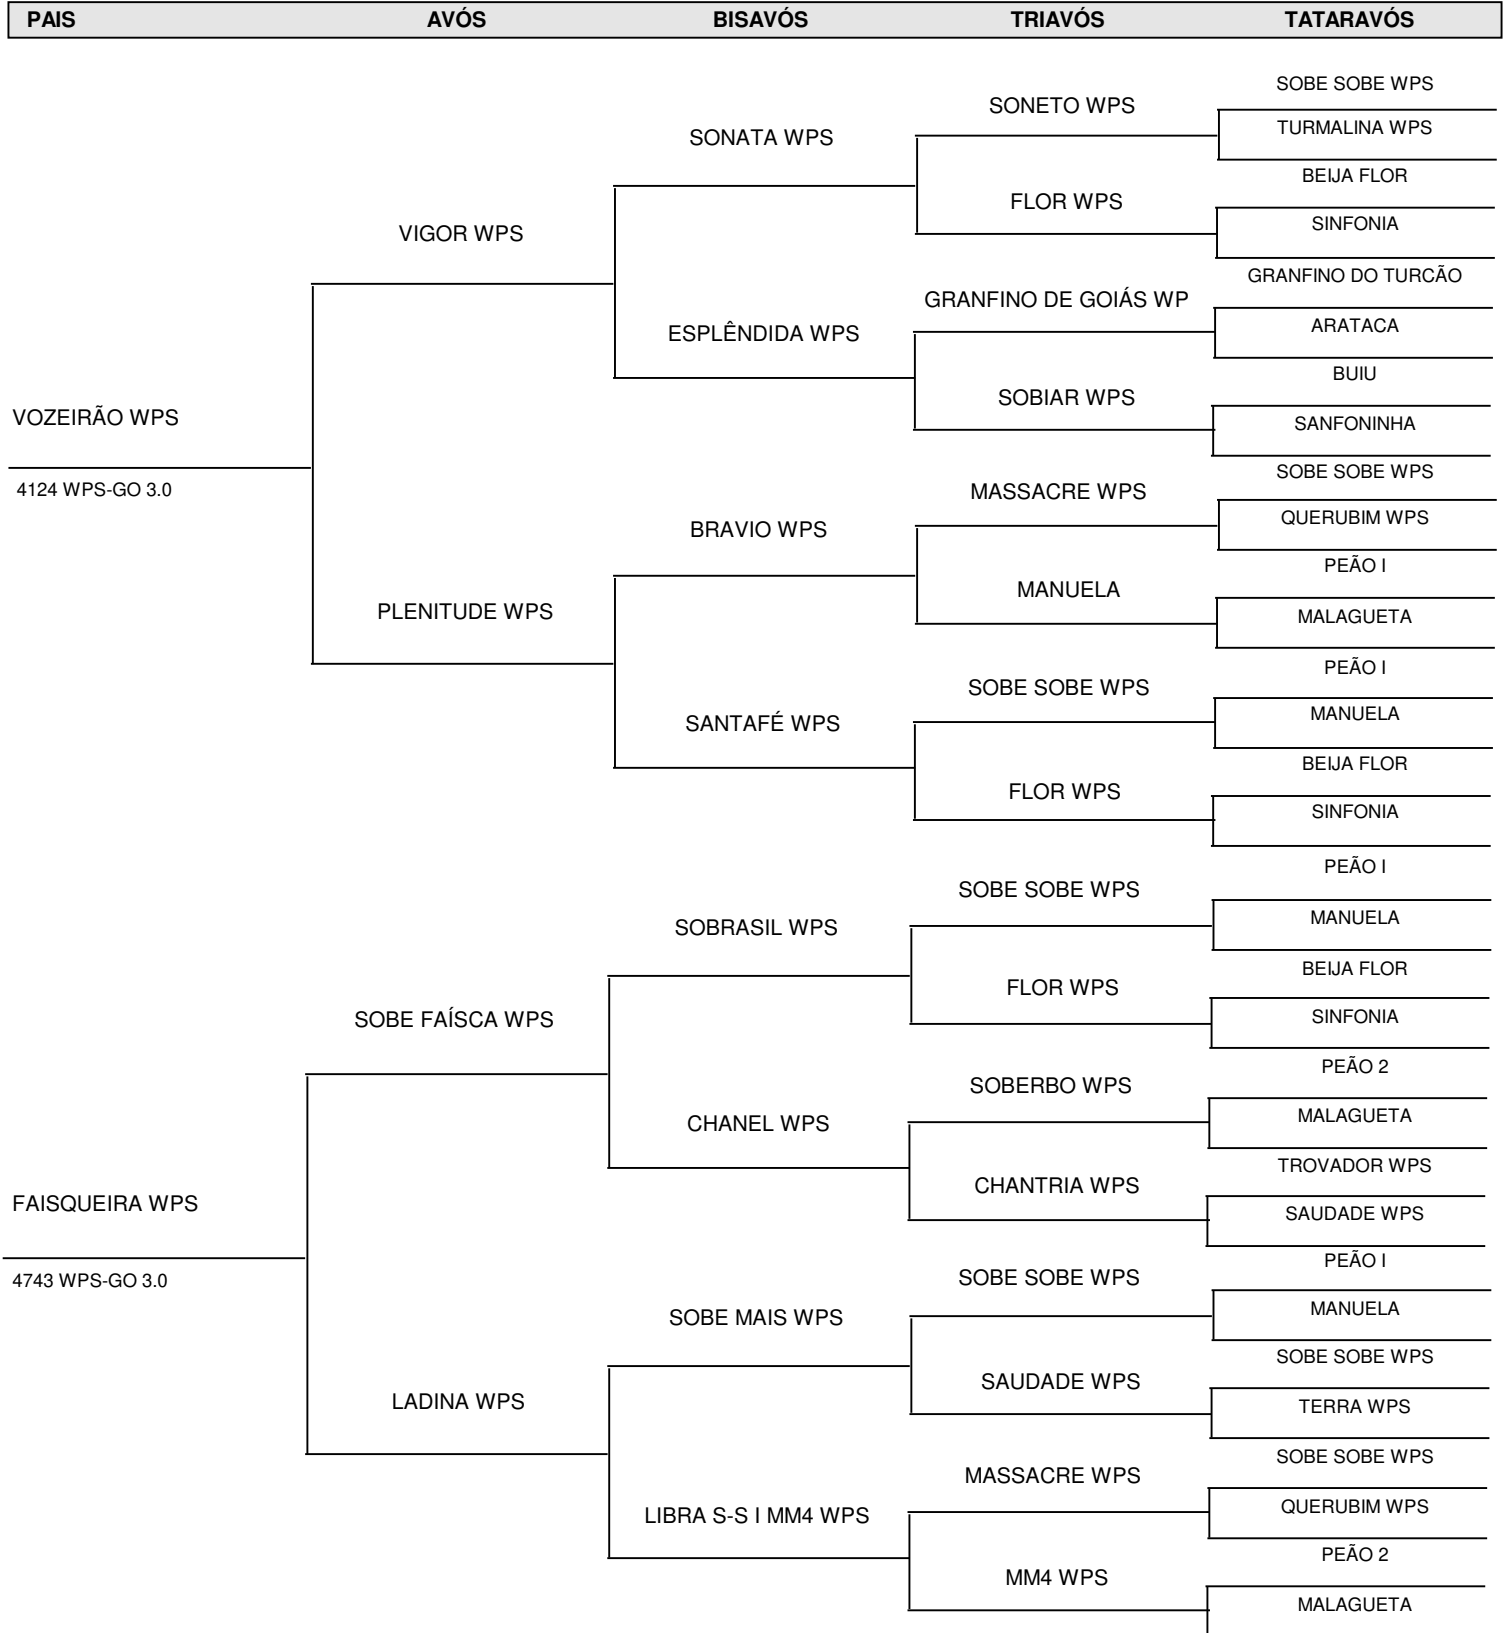 PAIS AVÓS BISAVÓS TRIAVÓS TATARAVÓS
SOBE SOBE WPS
SONETO WPS
TURMALINA WPS
SONATA WPS
BEIJA FLOR
FLOR WPS
SINFONIA
VIGOR WPS
GRANFINO DO TURCÃO
GRANFINO DE GOIÁS WP
ARATACA
ESPLÊNDIDA WPS
BUIU
SOBIAR WPS
SANFONINHA
VOZEIRÃO WPS
4124 WPS-GO 3.0
SOBE SOBE WPS
MASSACRE WPS
QUERUBIM WPS
BRAVIO WPS
PEÃO I
MANUELA
MALAGUETA
PLENITUDE WPS
PEÃO I
SOBE SOBE WPS
MANUELA
SANTAFÉ WPS
BEIJA FLOR
FLOR WPS
SINFONIA
PEÃO I
SOBE SOBE WPS
MANUELA
SOBRASIL WPS
BEIJA FLOR
FLOR WPS
SINFONIA
SOBE FAÍSCA WPS
PEÃO 2
SOBERBO WPS
MALAGUETA
CHANEL WPS
TROVADOR WPS
CHANTRIA WPS
SAUDADE WPS
FAISQUEIRA WPS
4743 WPS-GO 3.0
PEÃO I
SOBE SOBE WPS
MANUELA
SOBE MAIS WPS
SOBE SOBE WPS
SAUDADE WPS
TERRA WPS
LADINA WPS
SOBE SOBE WPS
MASSACRE WPS
QUERUBIM WPS
LIBRA S-S I MM4 WPS
PEÃO 2
MM4 WPS
MALAGUETA